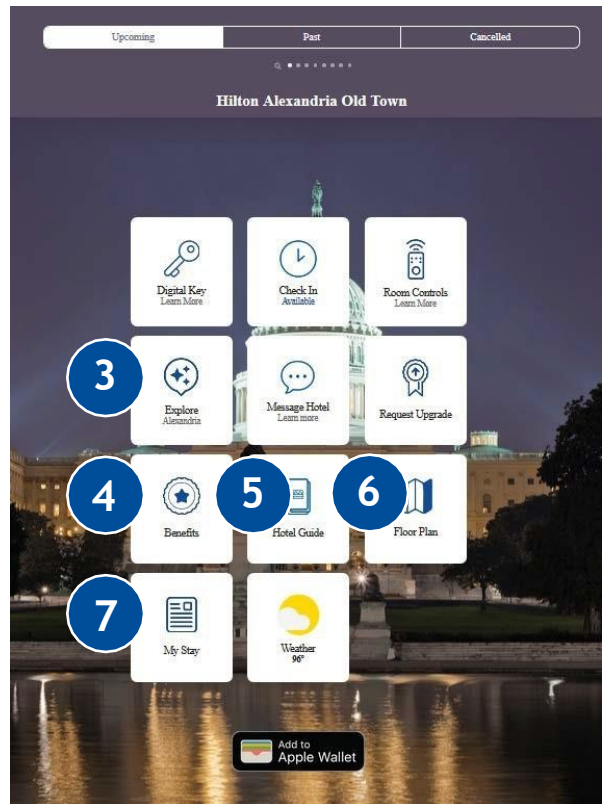 Upcoming Past Cancelled
Hilton Alexandria Old Town
Digital Key
Learn More
Check In
Available
Room Controls
Learn More
3
Explore
Alexandria
Message Hotel
Learn more
Request Upgrade
4
Benefits
5
Hotel Guide
6
Floor Plan
7
My Stay
Weather
96°
Add to
Apple Wallet